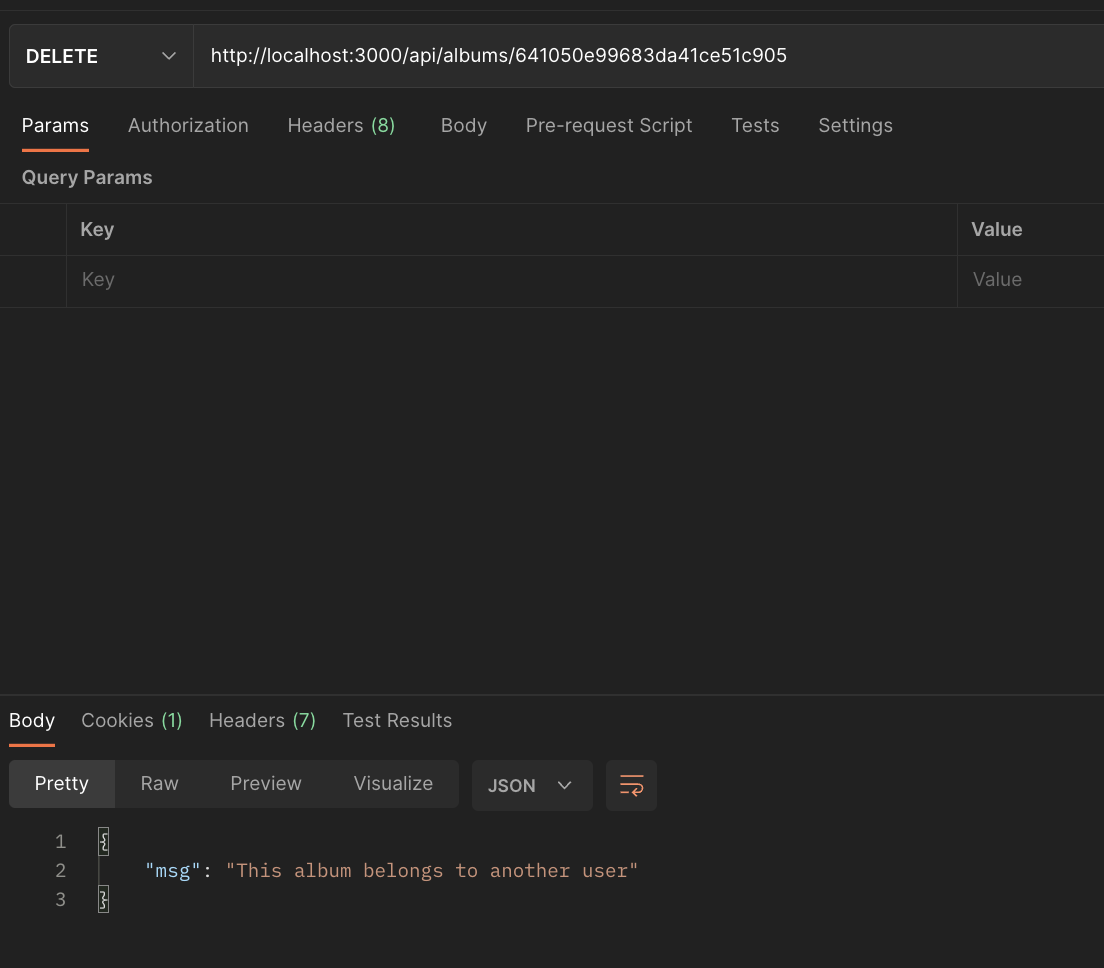 DELETE http://localhost:3000/api/albums/641050e99683da41ce51c905
Params Authorization Headers (8) Body Pre-request Script Tests Settings
Query Params
Key Value
Key Value
Body Cookies (1) Headers (7) Test Results
Pretty Raw Preview Visualize JSON
1 {
2 "msg": "This album belongs to another user"
3 }